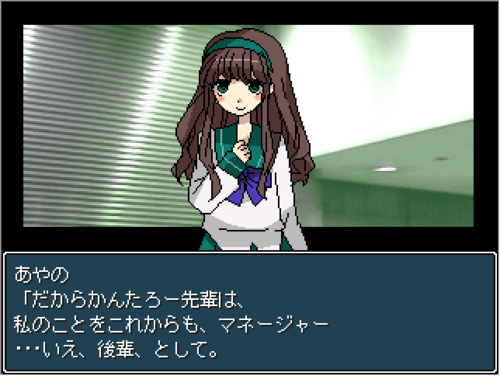 あやの
「だからかんたろー先輩は、
私のことをこれからも、マネージャー
・・・いえ、後輩、として。